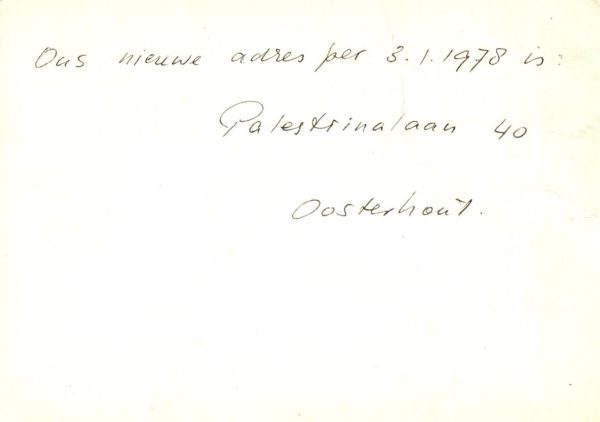 Ons nieuwe adres per 3.1.1978 is:
Palestrinalaan 40
Oosterhout.